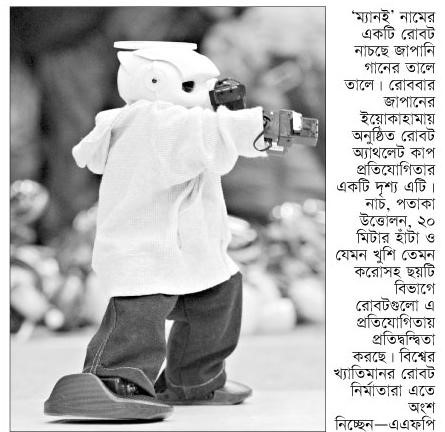 ‘ম্যানই’ নামের
একটি রোবট
নাচছে জাপানি
গানের তালে
তালে। রোববার
জাপানের
ইয়োকাহামায়
অনুষ্ঠিত রোবট
অ্যাথলেট কাপ
প্রতিযোগিতার
একটি দৃশ্য এটি।
নাচ, পতাকা
উত্তোলন, ২০
মিটার হাঁটা ও
যেমন খুশি তেমন
করোসহ ছয়টি
বিভাগে
রোবটগুলো এ
প্রতিযোগিতায়
প্রতিদ্বন্দ্বিতা
করছে। বিশ্বের
খ্যাতিমানর রোবট
নির্মাতারা এতে
অংশ
নিচ্ছেন—এএফপি